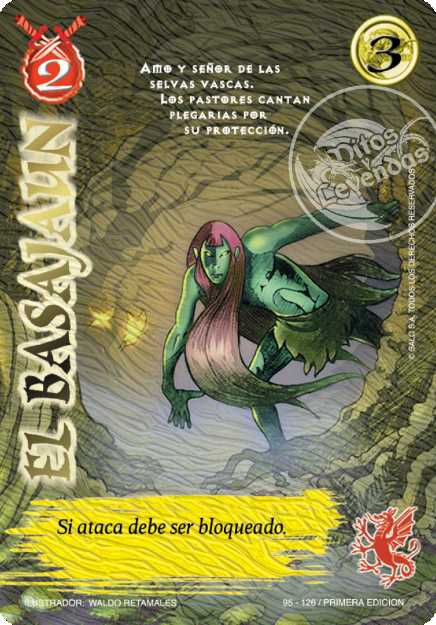 2
3
Amo y señor de las
selvas vascas.
Los pastores cantan
plegarias por
su protección.
Mitos y
Leyendas
© SALO S.A. TODOS LOS DERECHOS RESERVADOS
EL BASAJAUN
Si ataca debe ser bloqueado.
ILUSTRADOR: WALDO RETAMALES
95 - 126 / PRIMERA EDICION